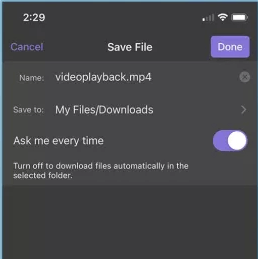 2:29
Cancel Save File Done
Name: videoplayback.mp4
Save to: My Files/Downloads
Ask me every time
Turn off to download files automatically in the
selected folder.